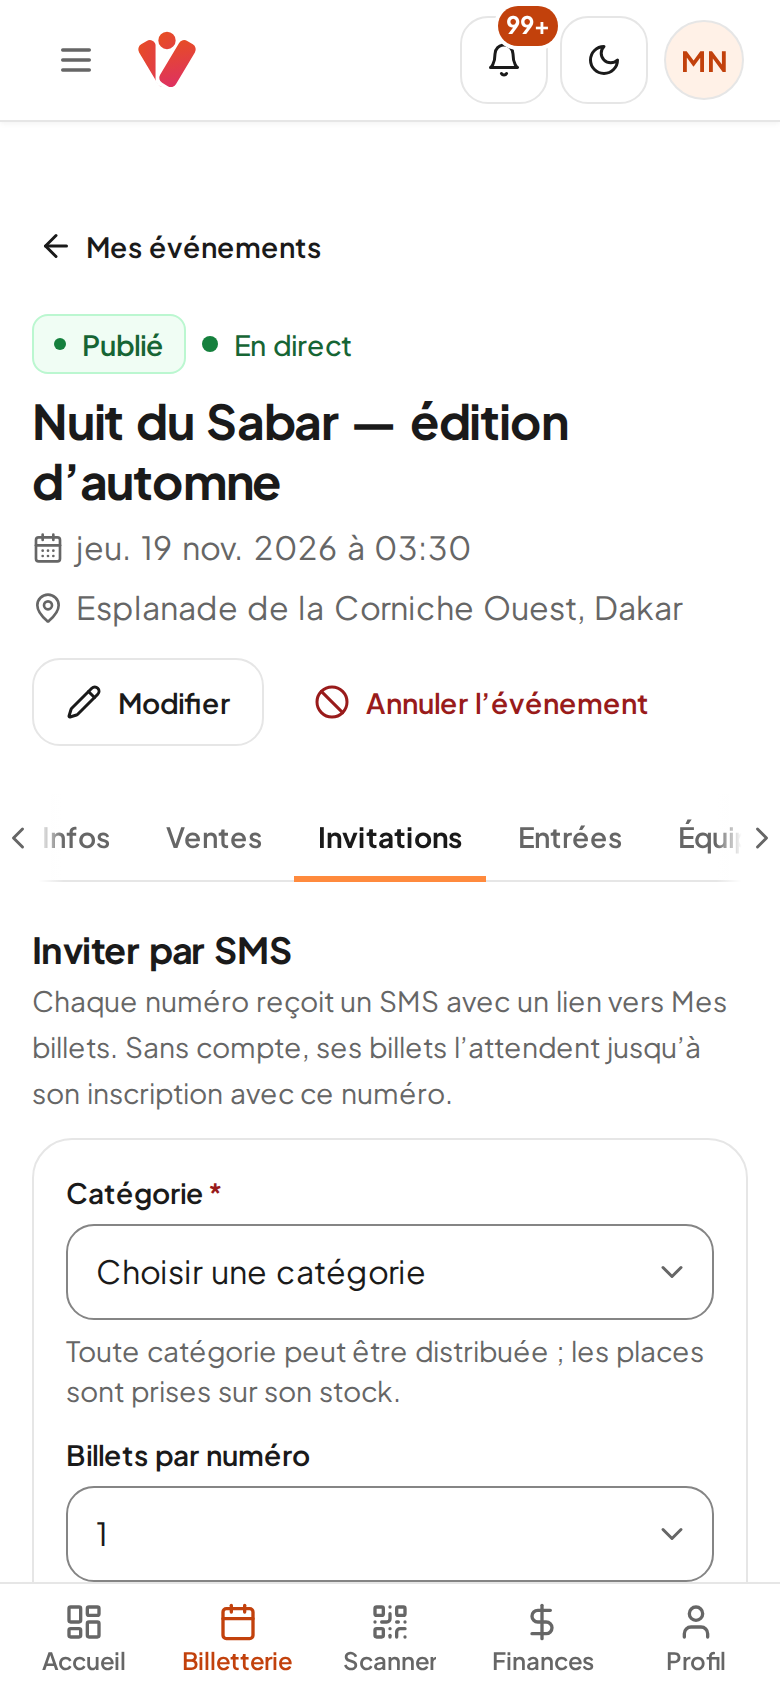 99+
MN
Mes événements
Publié
En direct
Nuit du Sabar — édition
d’automne
jeu. 19 nov. 2026 à 03:30
Esplanade de la Corniche Ouest, Dakar
Modifier
Annuler l’événement
Infos
Ventes
Invitations
Entrées
Équip
Inviter par SMS
Chaque numéro reçoit un SMS avec un lien vers Mes
billets. Sans compte, ses billets l’attendent jusqu’à
son inscription avec ce numéro.
Catégorie *
Choisir une catégorie
Toute catégorie peut être distribuée ; les places
sont prises sur son stock.
Billets par numéro
1
Accueil
Billetterie
Scanner
Finances
Profil